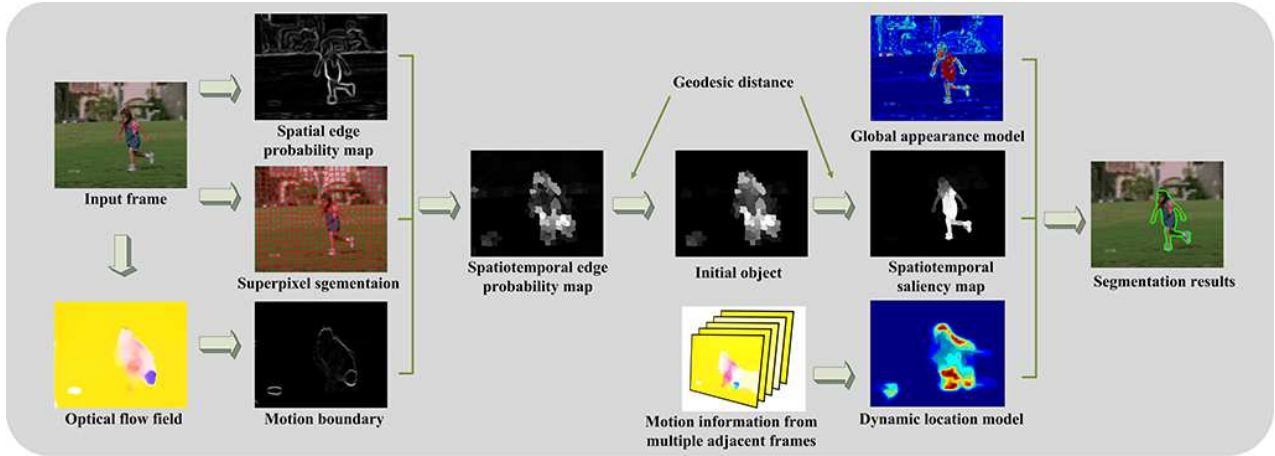 Input frame
Optical flow field
Spatial edge
probability map
Superpixel sgementaion
Motion boundary
Spatiotemporal edge
probability map
Geodesic distance
Initial object
Motion information from
multiple adjacent frames
Global appearance model
Spatiotemporal
saliency map
Dynamic location model
Segmentation results